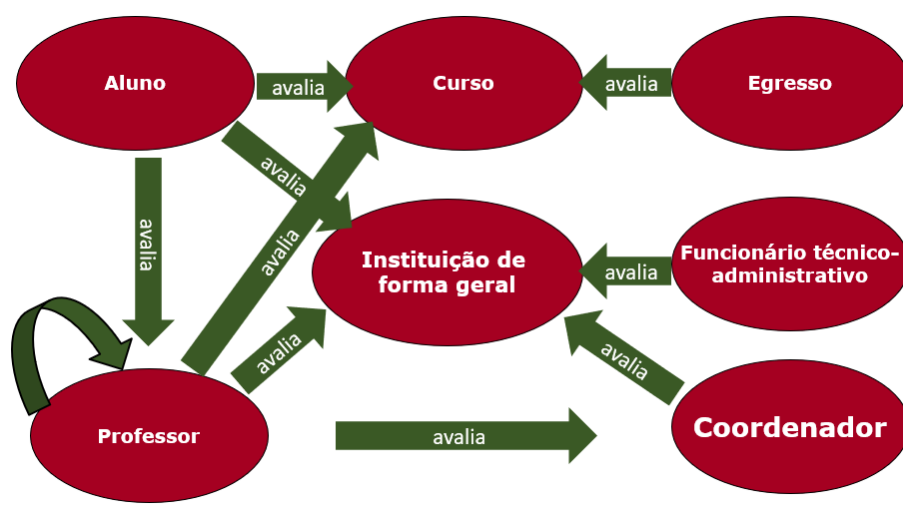 Aluno
avalia
Curso
avalia
Egresso
avalia
avalia
avalia
Instituição de
forma geral
avalia
Funcionário técnico-
administrativo
avalia
avalia
Professor
avalia
Coordenador